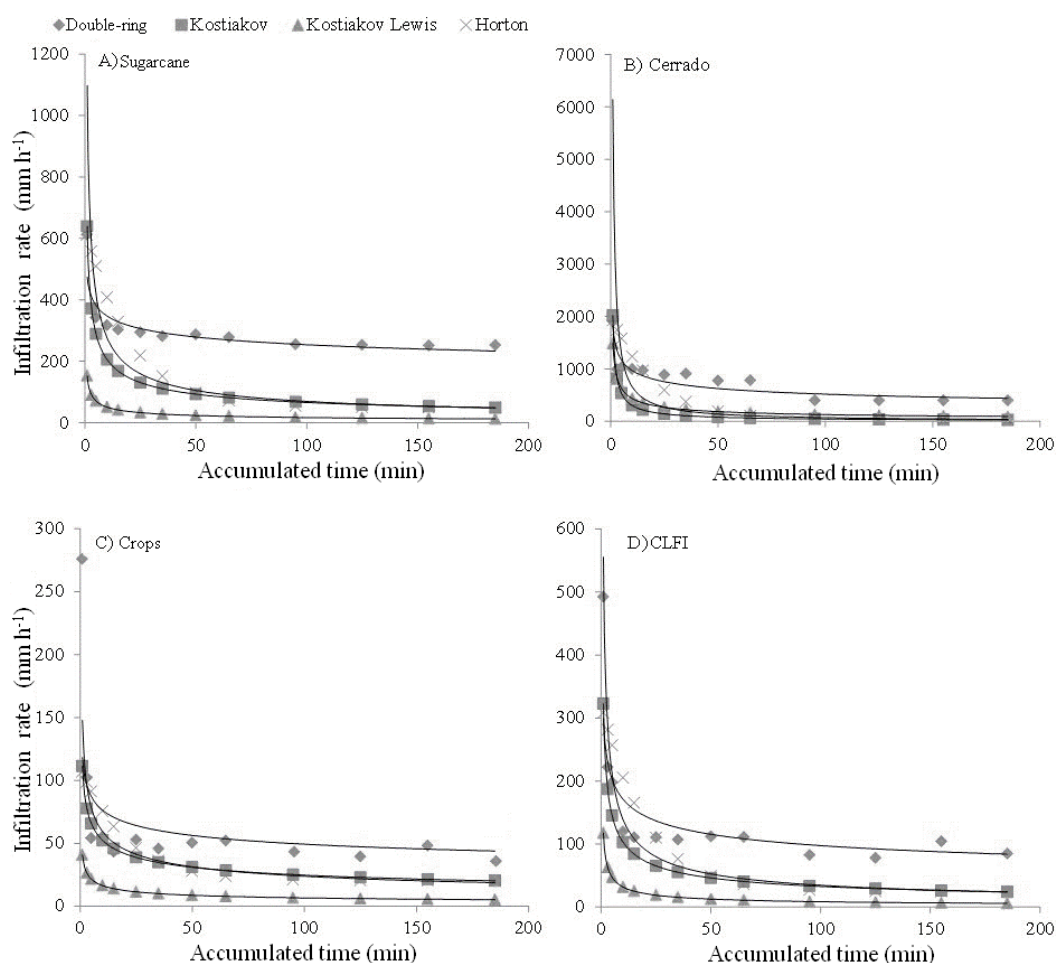 Double-ring Kostiakov Kostiakov Lewis Horton
A) Sugarcane
1200
1000
800
600
400
200
0
0 50 100 150 200
Infiltration rate (mm h-1)
Accumulated time (min)
B) Cerrado
7000
6000
5000
4000
3000
2000
1000
0
0 50 100 150 200
Accumulated time (min)
C) Crops
300
250
200
150
100
50
0
0 50 100 150 200
Infiltration rate (mm h-1)
Accumulated time (min)
D) CLFI
600
500
400
300
200
100
0
0 50 100 150 200
Accumulated time (min)